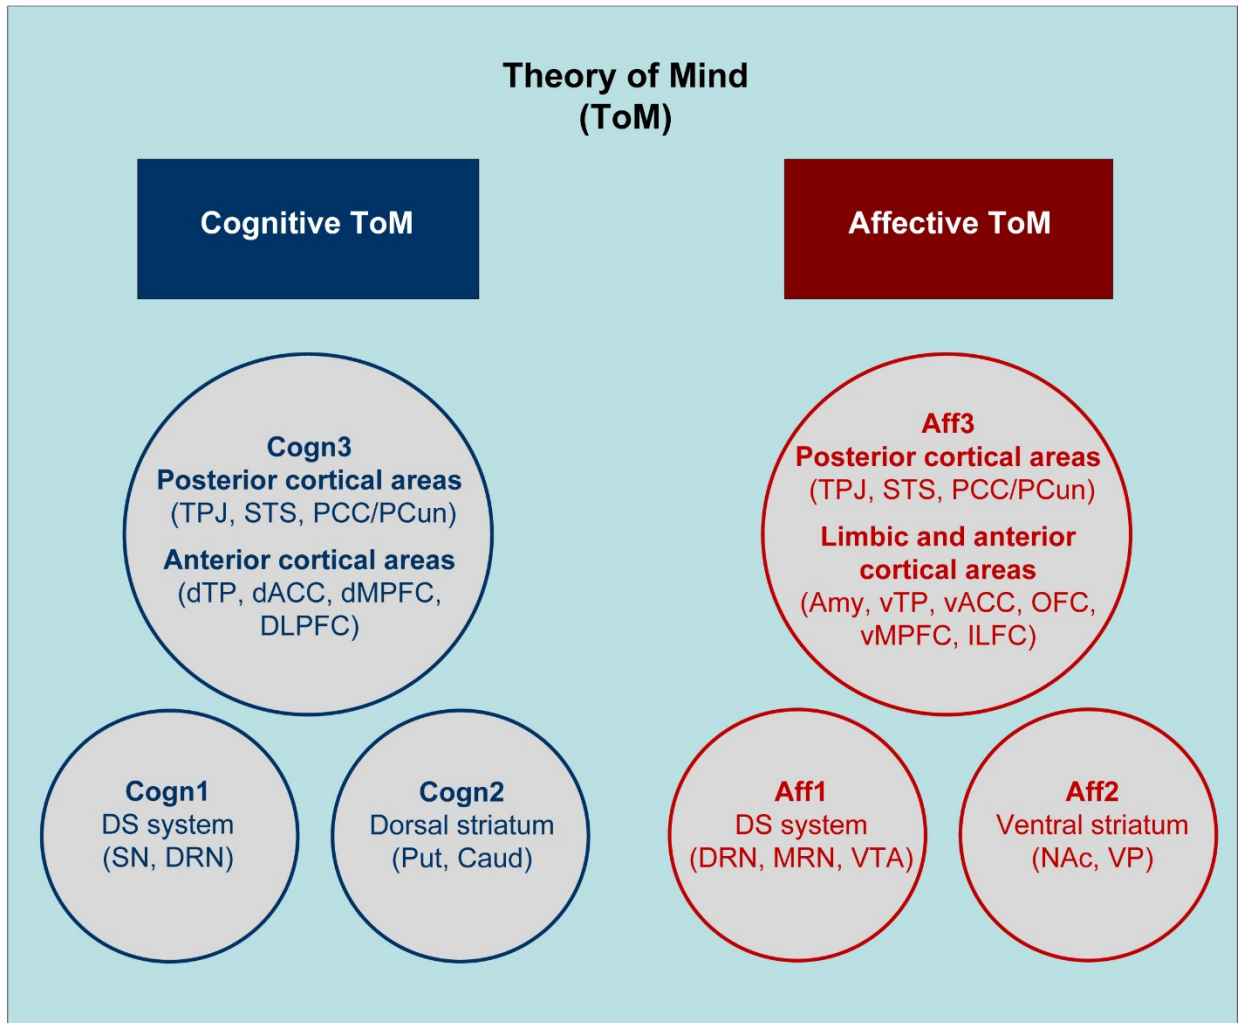 Theory of Mind
(ToM)
Cognitive ToM
Affective ToM
Cogn3
Posterior cortical areas
(TPJ, STS, PCC/PCun)
Anterior cortical areas
(dTP, dACC, dMPFC,
DLPFC)
Aff3
Posterior cortical areas
(TPJ, STS, PCC/PCun)
Limbic and anterior
cortical areas
(Amy, vTP, vACC, OFC,
vMPFC, ILFC)
Cogn1
DS system
(SN, DRN)
Cogn2
Dorsal striatum
(Put, Caud)
Aff1
DS system
(DRN, MRN, VTA)
Aff2
Ventral striatum
(NAc, VP)